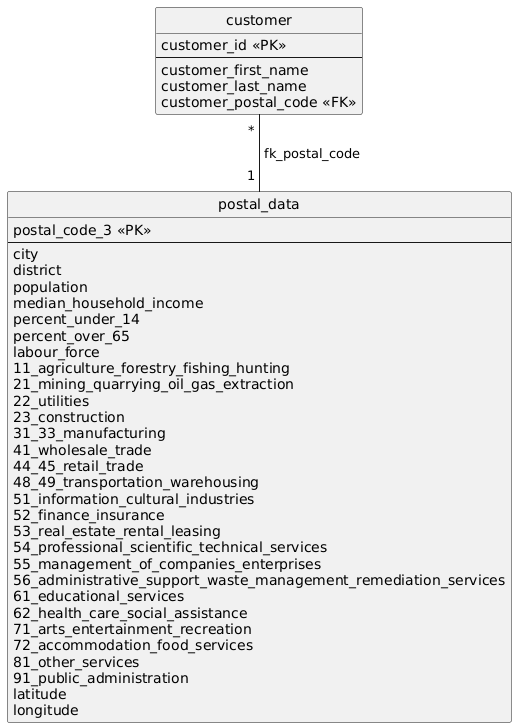 customer
customer_id «PK»
customer_first_name
customer_last_name
customer_postal_code «FK»
*
fk_postal_code
1
postal_data
postal_code_3 «PK»
city
district
population
median_household_income
percent_under_14
percent_over_65
labour_force
11_agriculture_forestry_fishing_hunting
21_mining_quarrying_oil_gas_extraction
22_utilities
23_construction
31_33_manufacturing
41_wholesale_trade
44_45_retail_trade
48_49_transportation_warehousing
51_information_cultural_industries
52_finance_insurance
53_real_estate_rental_leasing
54_professional_scientific_technical_services
55_management_of_companies_enterprises
56_administrative_support_waste_management_remediation_services
61_educational_services
62_health_care_social_assistance
71_arts_entertainment_recreation
72_accommodation_food_services
81_other_services
91_public_administration
latitude
longitude